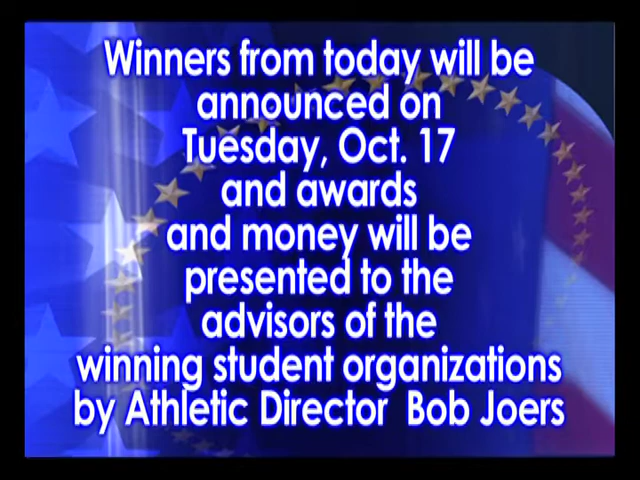 Winners from today will be
announced on
Tuesday, Oct. 17
and awards
and money will be
presented to the
advisors of the
winning student organizations
by Athletic Director Bob Joers